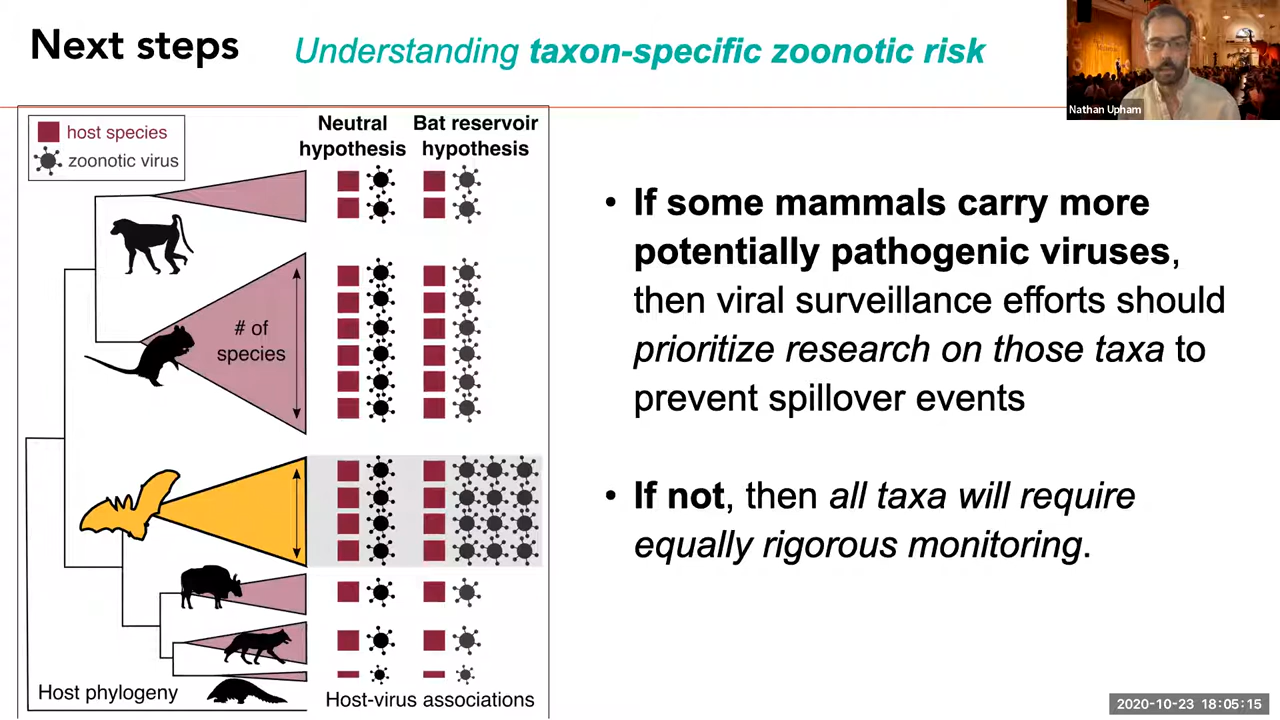 Next steps
Understanding taxon-specific zoonotic risk
Nathan Upham
host species
zoonotic virus
Neutral
hypothesis
Bat reservoir
hypothesis
# of
species
Host phylogeny
Host-virus associations
• If some mammals carry more
potentially pathogenic viruses,
then viral surveillance efforts should
prioritize research on those taxa to
prevent spillover events
• If not, then all taxa will require
equally rigorous monitoring.
2020-10-23 18:05:15